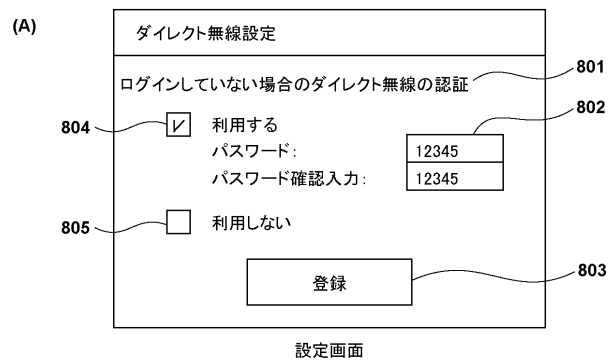 (A)
ダイレクト無線設定
ログインしていない場合のダイレクト無線の認証
801
802
804
利用する
パスワード:
12345
パスワード確認入力:
12345
805
利用しない
登録
803
設定画面